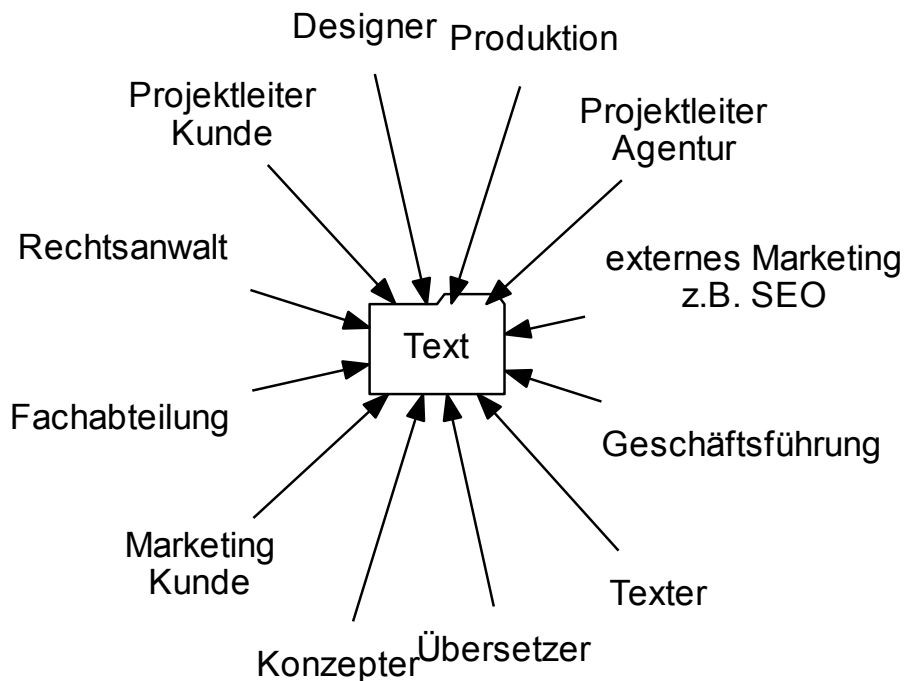 Designer
Produktion
Projektleiter
Kunde
Projektleiter
Agentur
Rechtsanwalt
externes Marketing
z.B. SEO
Text
Fachabteilung
Geschäftsführung
Marketing
Kunde
Texter
Konzepter
Übersetzer